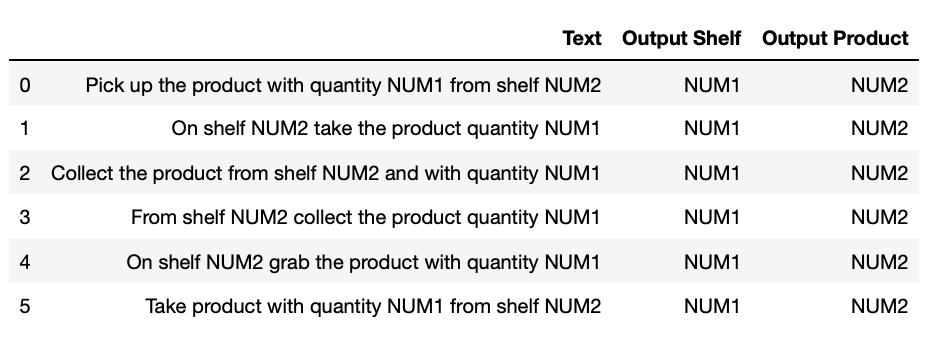 Text Output Shelf Output Product
0 Pick up the product with quantity NUM1 from shelf NUM2 NUM1 NUM2
1 On shelf NUM2 take the product quantity NUM1 NUM1 NUM2
2 Collect the product from shelf NUM2 and with quantity NUM1 NUM1 NUM2
3 From shelf NUM2 collect the product quantity NUM1 NUM1 NUM2
4 On shelf NUM2 grab the product with quantity NUM1 NUM1 NUM2
5 Take product with quantity NUM1 from shelf NUM2 NUM1 NUM2